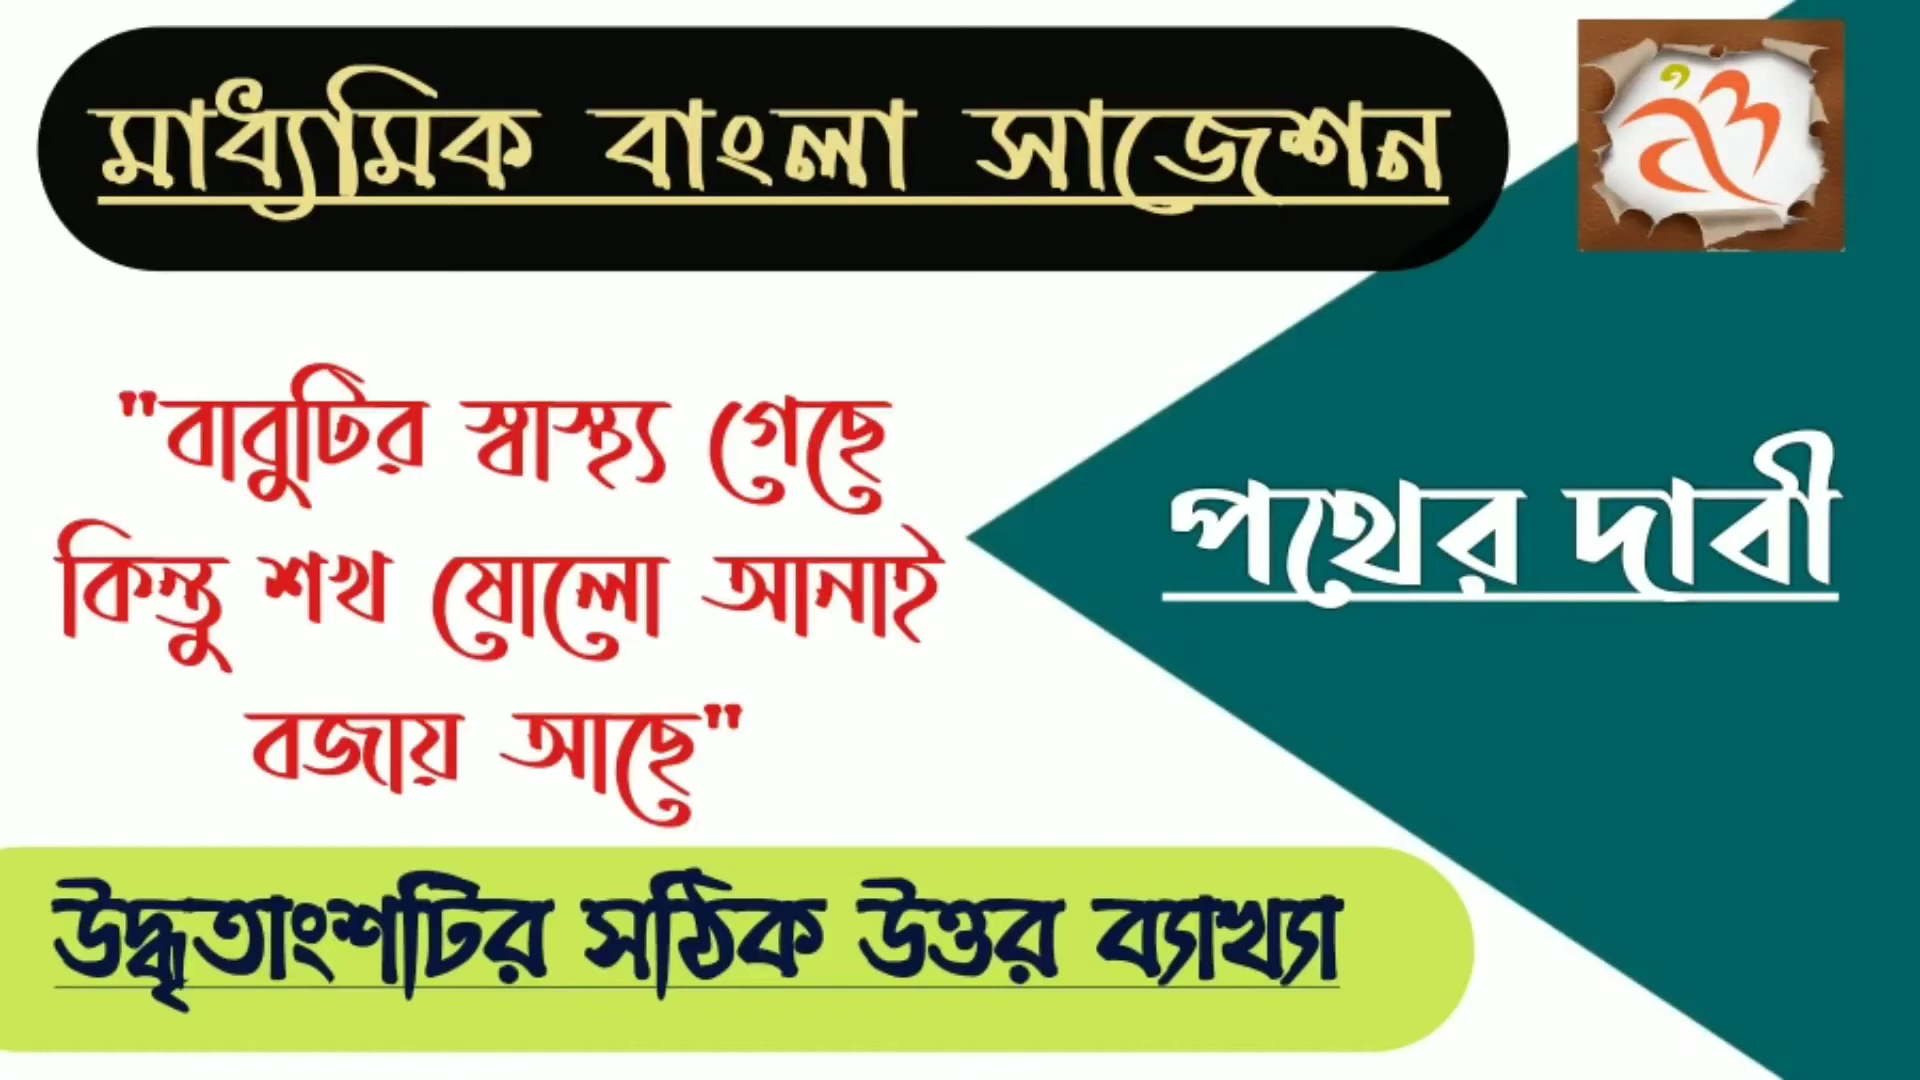 মাধ্যমিক বাংলা সাজেশন
"বাবুটির স্বাস্থ্য গেছে
কিন্তু শখ ষোলো আনাই
বজায় আছে"
পথের দাবী
উদ্ধৃতাংশটির সঠিক উত্তর ব্যাখ্যা